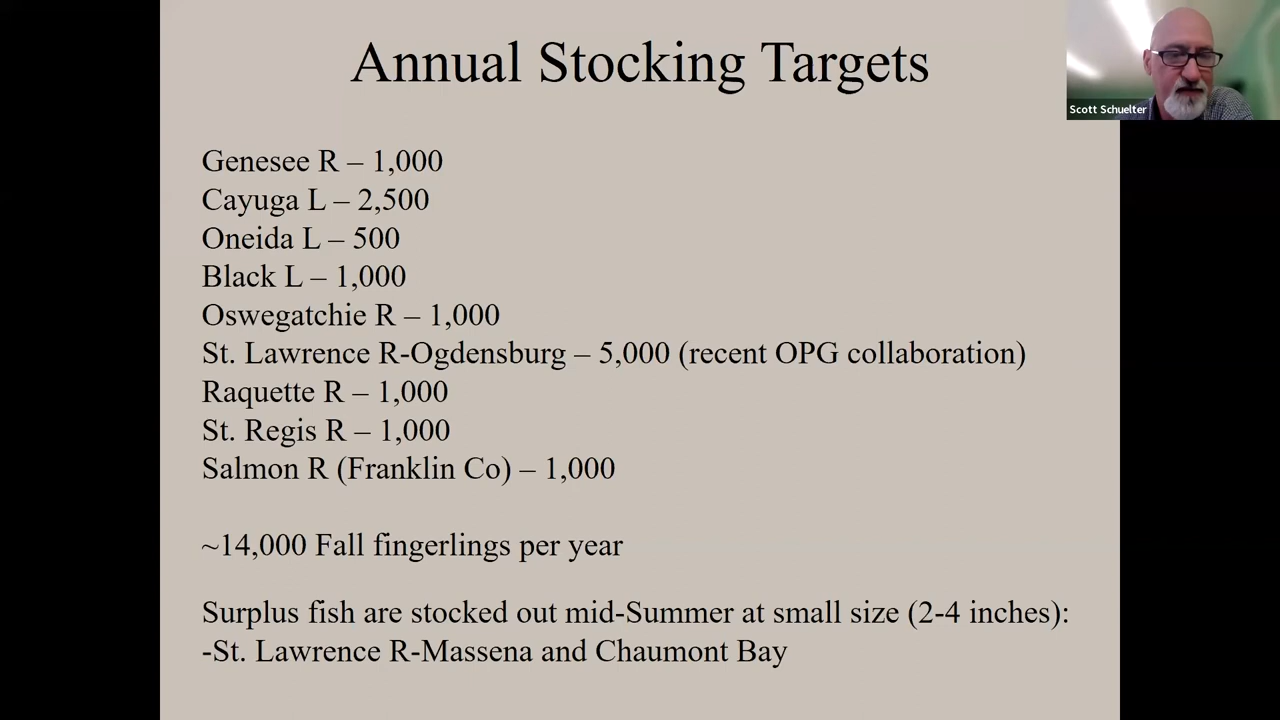 Annual Stocking Targets
Scott Schuelter
Genesee R – 1,000
Cayuga L – 2,500
Oneida L – 500
Black L – 1,000
Oswegatchie R – 1,000
St. Lawrence R-Ogdensburg – 5,000 (recent OPG collaboration)
Raquette R – 1,000
St. Regis R – 1,000
Salmon R (Franklin Co) – 1,000
~14,000 Fall fingerlings per year
Surplus fish are stocked out mid-Summer at small size (2-4 inches):
-St. Lawrence R-Massena and Chaumont Bay